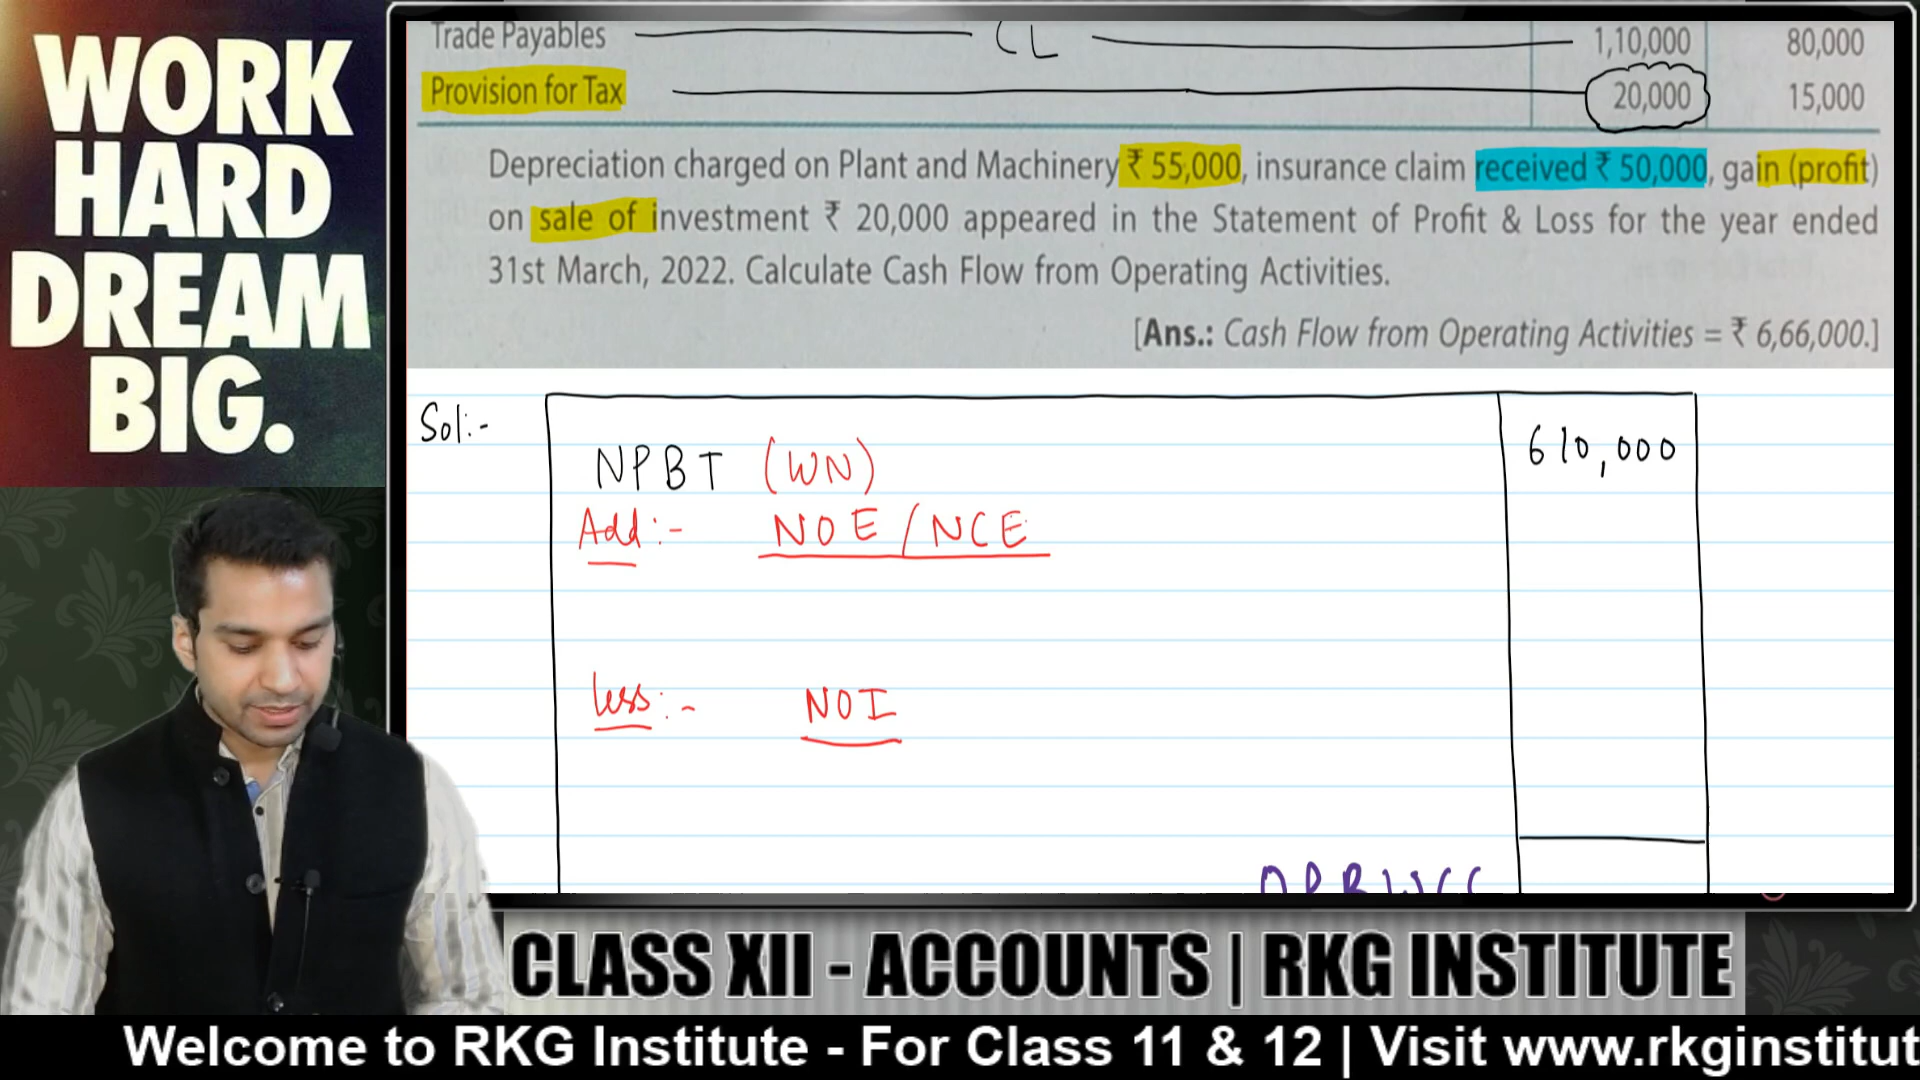 WORK
HARD
DREAM
BIG.
Trade Payables CL 1,10,000 80,000
Provision for Tax 20,000 15,000
Depreciation charged on Plant and Machinery ₹ 55,000, insurance claim received ₹ 50,000, gain (profit)
on sale of investment ₹ 20,000 appeared in the Statement of Profit & Loss for the year ended
31st March, 2022. Calculate Cash Flow from Operating Activities.
[Ans.: Cash Flow from Operating Activities = ₹ 6,66,000.]
Sol:-
NPBT (WN) 610,000
Add:- NOE/NCE
Less:- NOI
CLASS XII - ACCOUNTS | RKG INSTITUTE
Welcome to RKG Institute - For Class 11 & 12 | Visit www.rkginstitut